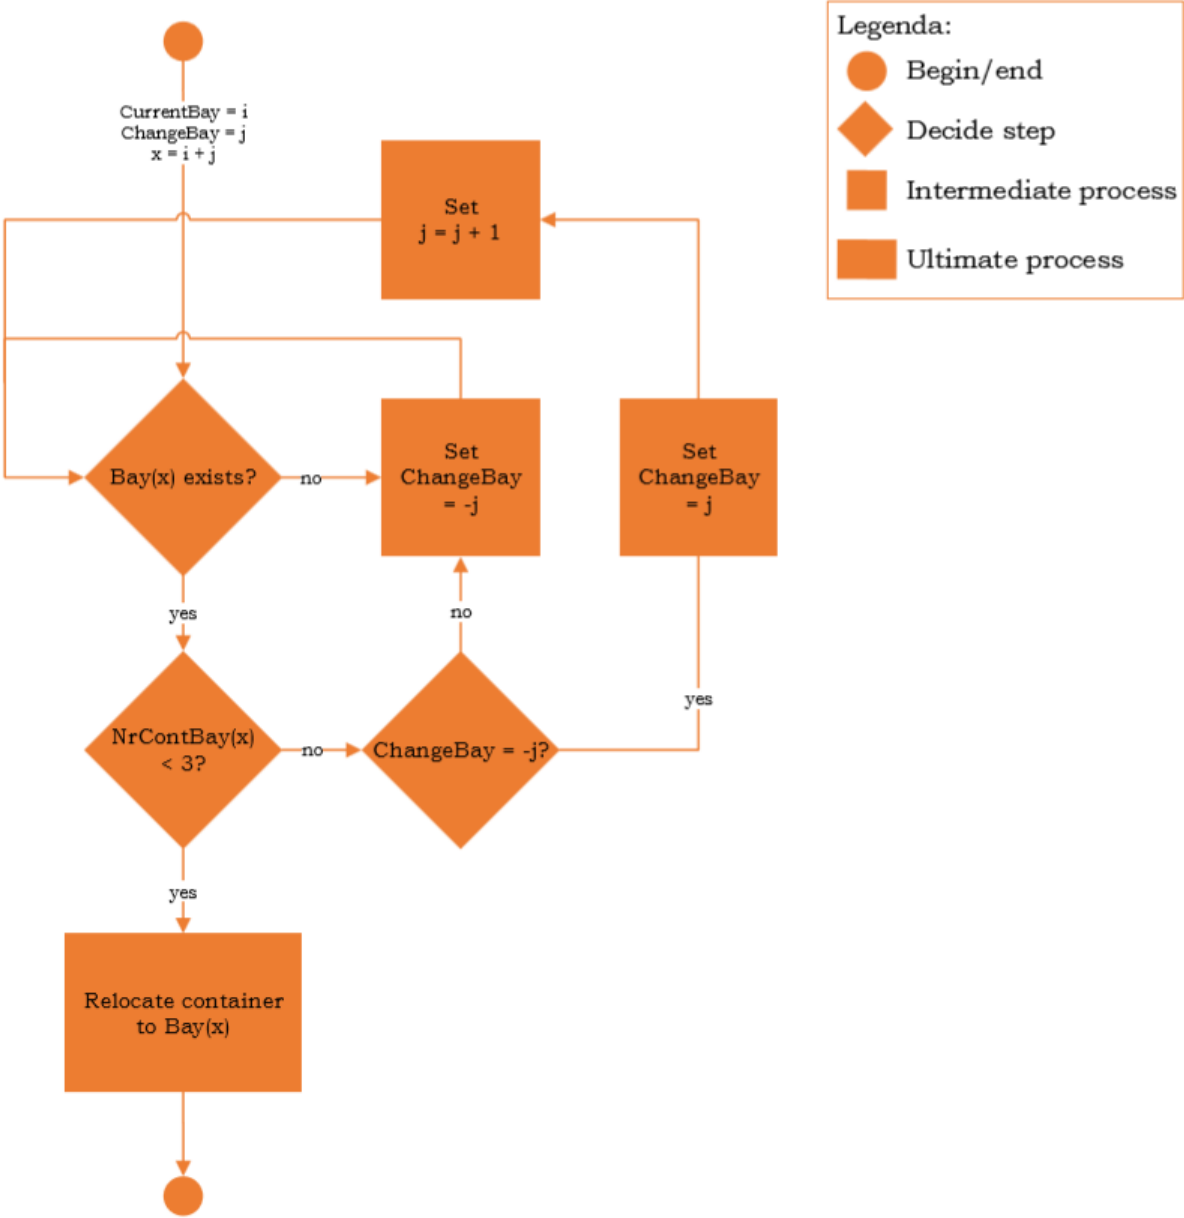 Legenda:
Begin/end
Decide step
Intermediate process
Ultimate process
CurrentBay = i
ChangeBay = j
x = i + j
Set
j = j + 1
Bay(x) exists?
no
Set
ChangeBay
= -j
Set
ChangeBay
= j
yes
no
yes
NrContBay(x)
< 3?
no
ChangeBay = -j?
yes
Relocate container
to Bay(x)